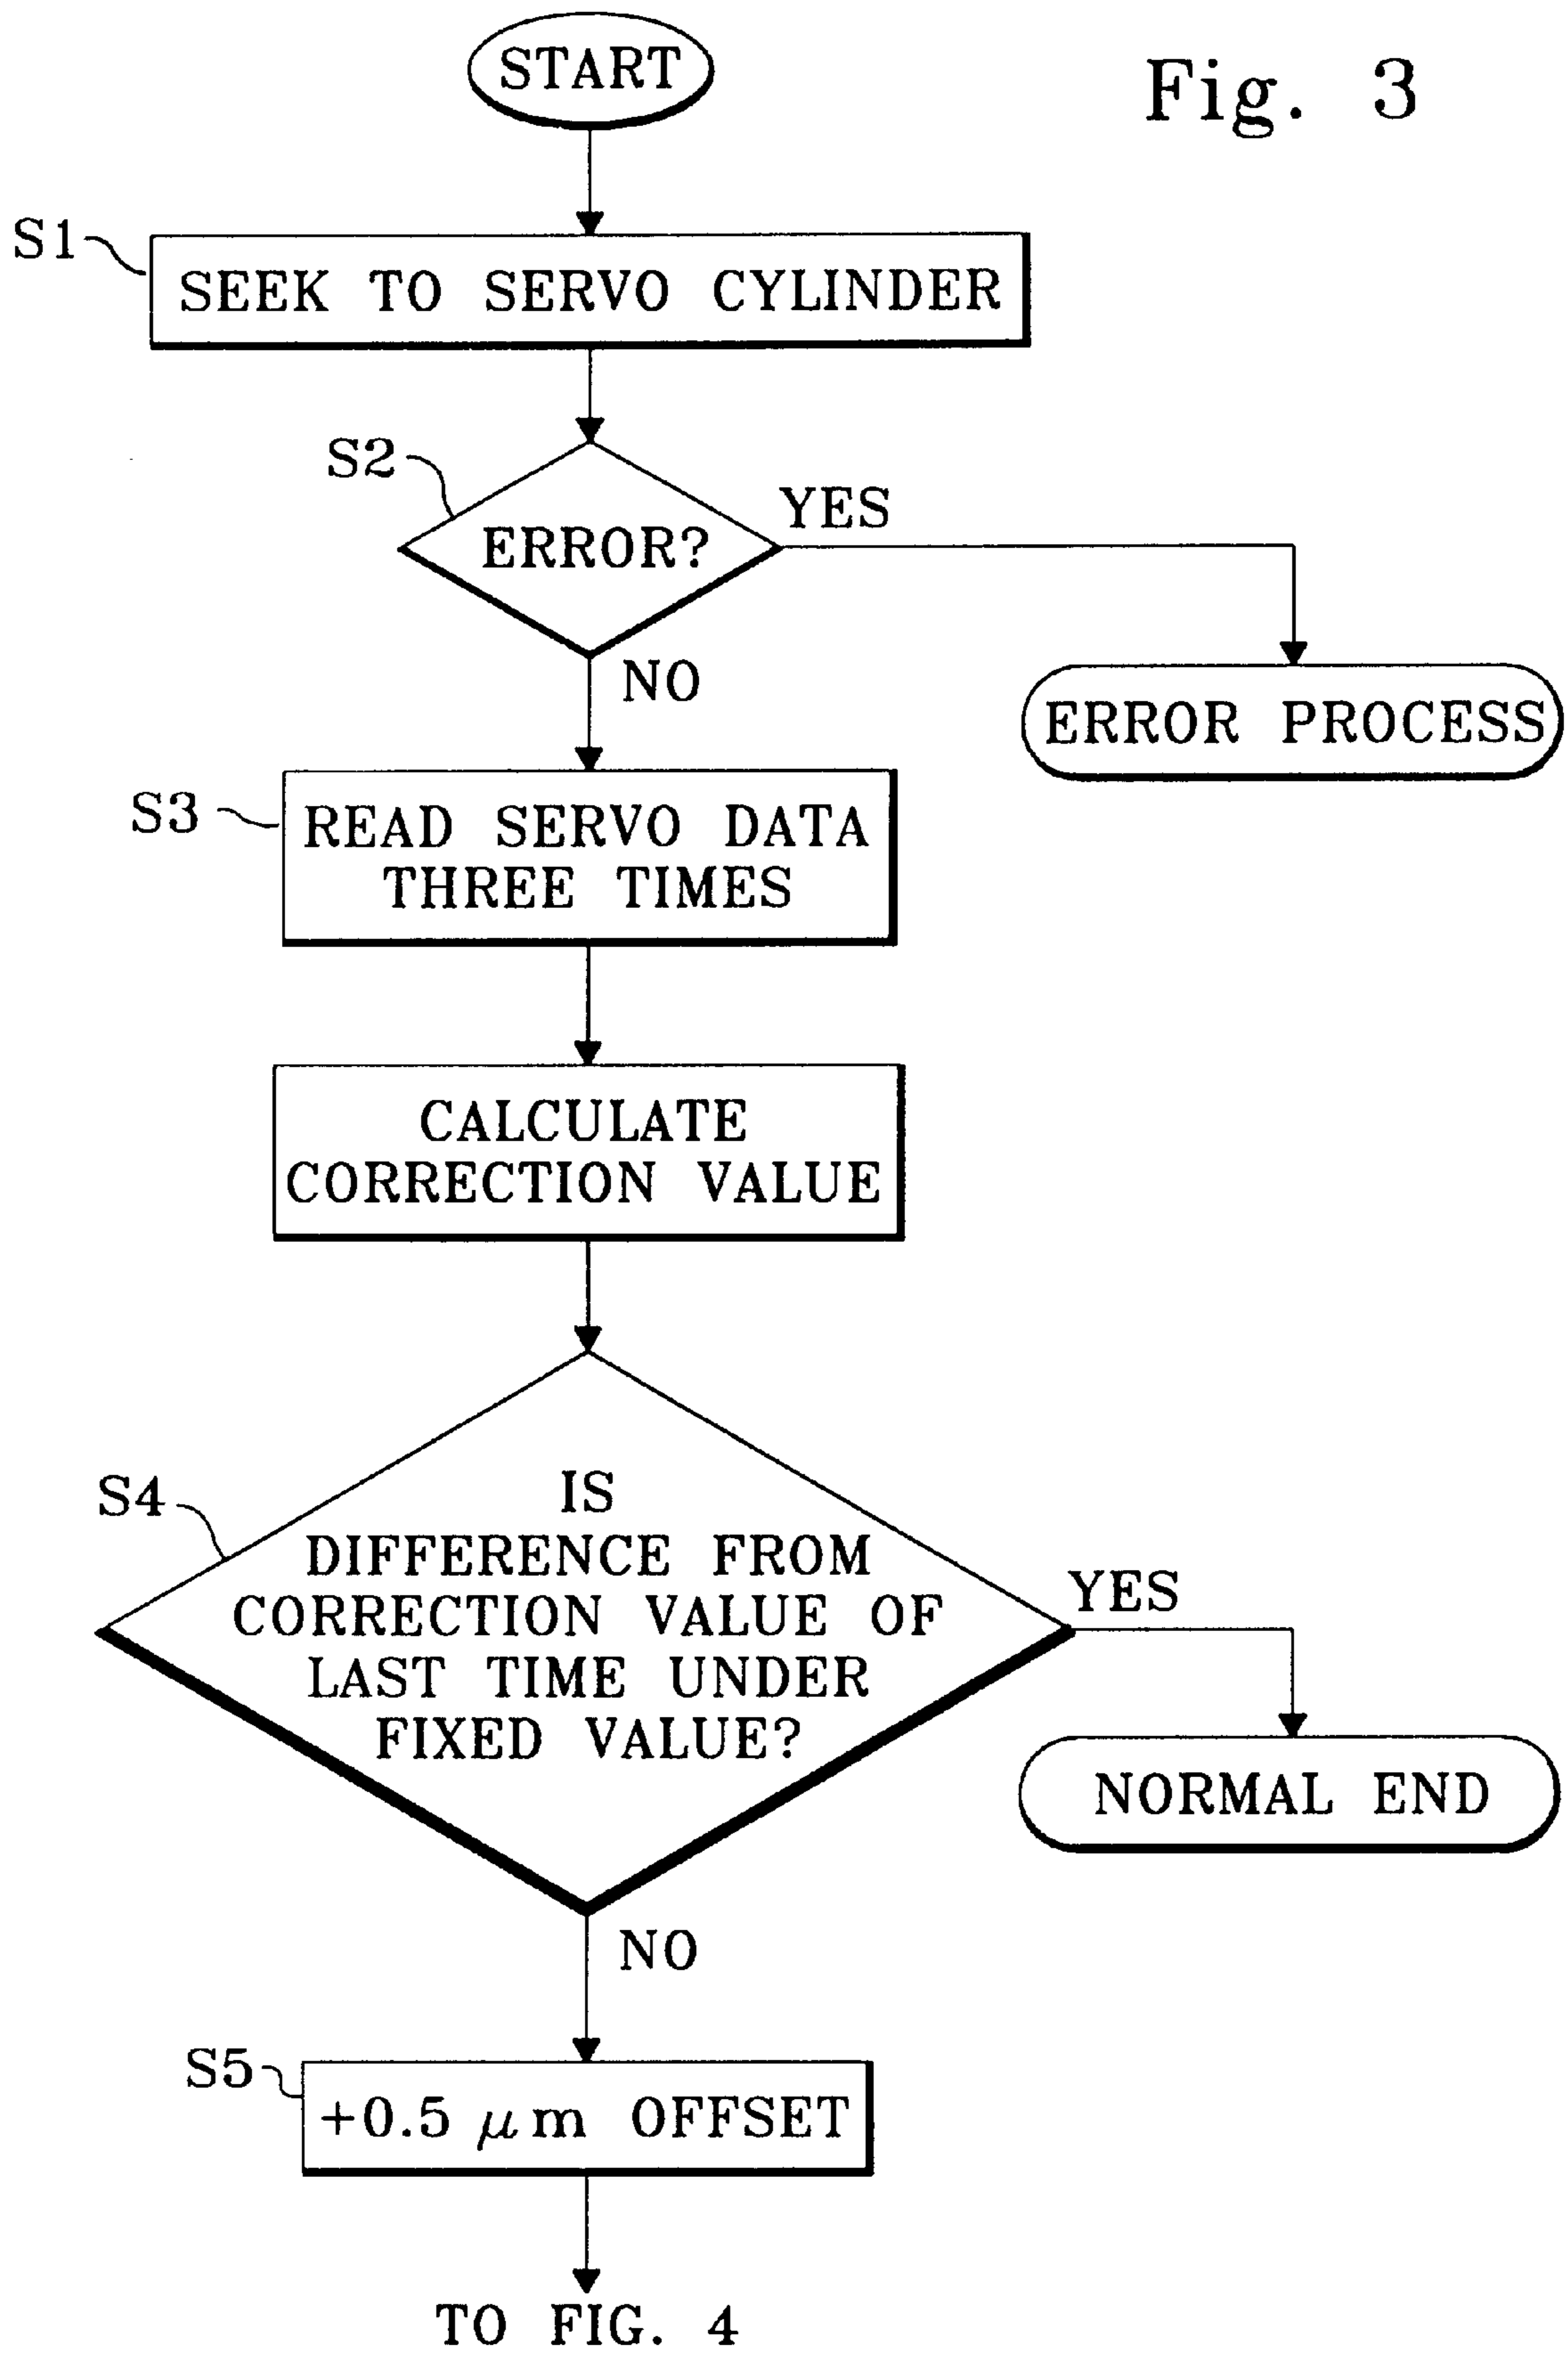 START
Fig. 3
S1
SEEK TO SERVO CYLINDER
S2
ERROR?
YES
NO
ERROR PROCESS
S3
READ SERVO DATA
THREE TIMES
CALCULATE
CORRECTION VALUE
S4
IS
DIFFERENCE FROM
CORRECTION VALUE OF
LAST TIME UNDER
FIXED VALUE?
YES
NORMAL END
NO
S5
+0.5 μm OFFSET
TO FIG. 4